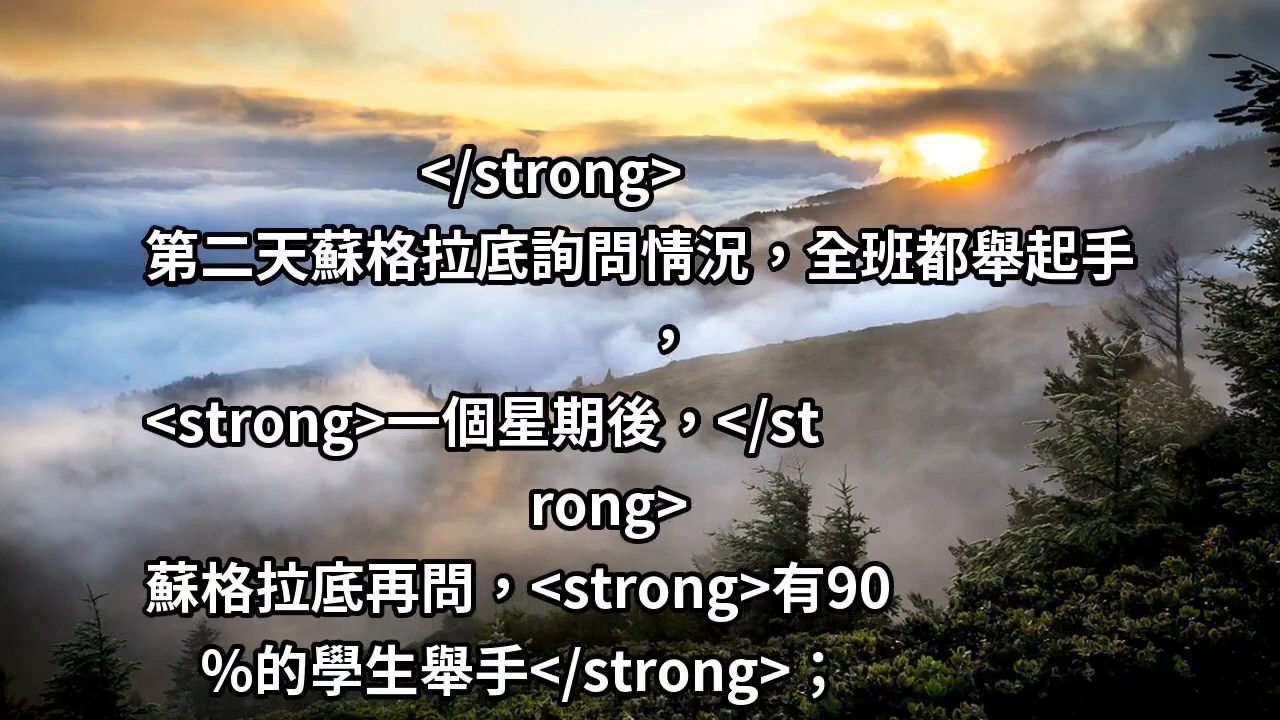 </strong>
第二天蘇格拉底詢問情況，全班都舉起手
，
<strong>一個星期後，</st
rong>
蘇格拉底再問，<strong>有90
%的學生舉手</strong>；